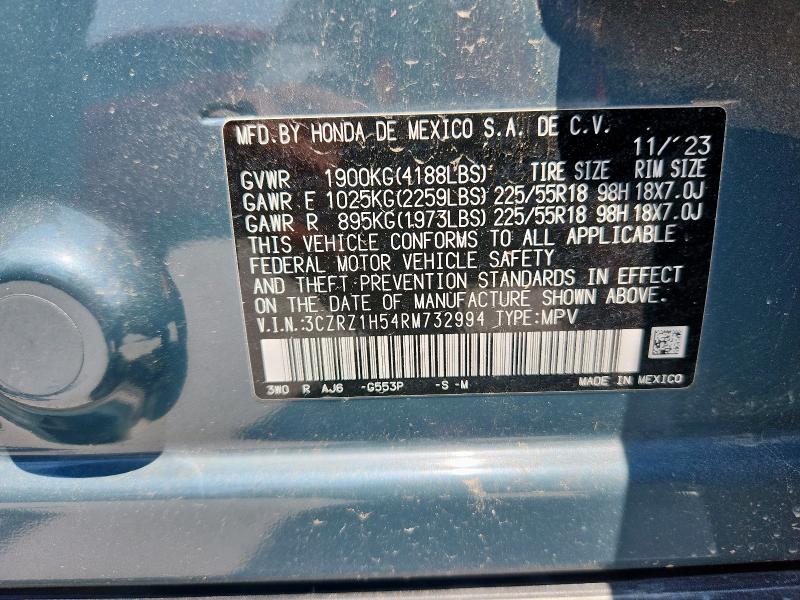 MFD. BY HONDA DE MEXICO S.A. DE C.V. 11/'23
GVWR 1900KG(4188LBS) TIRE SIZE RIM SIZE
GAWR F 1025KG(2259LBS) 225/55R18 98H 18X7.0J
GAWR R 895KG(1973LBS) 225/55R18 98H 18X7.0J
THIS VEHICLE CONFORMS TO ALL APPLICABLE
FEDERAL MOTOR VEHICLE SAFETY
AND THEFT PREVENTION STANDARDS IN EFFECT
ON THE DATE OF MANUFACTURE SHOWN ABOVE.
V.I.N.:3CZRZ1H54RM732994 TYPE:MPV
3WO R AJ6 -G553P -S -M MADE IN MEXICO